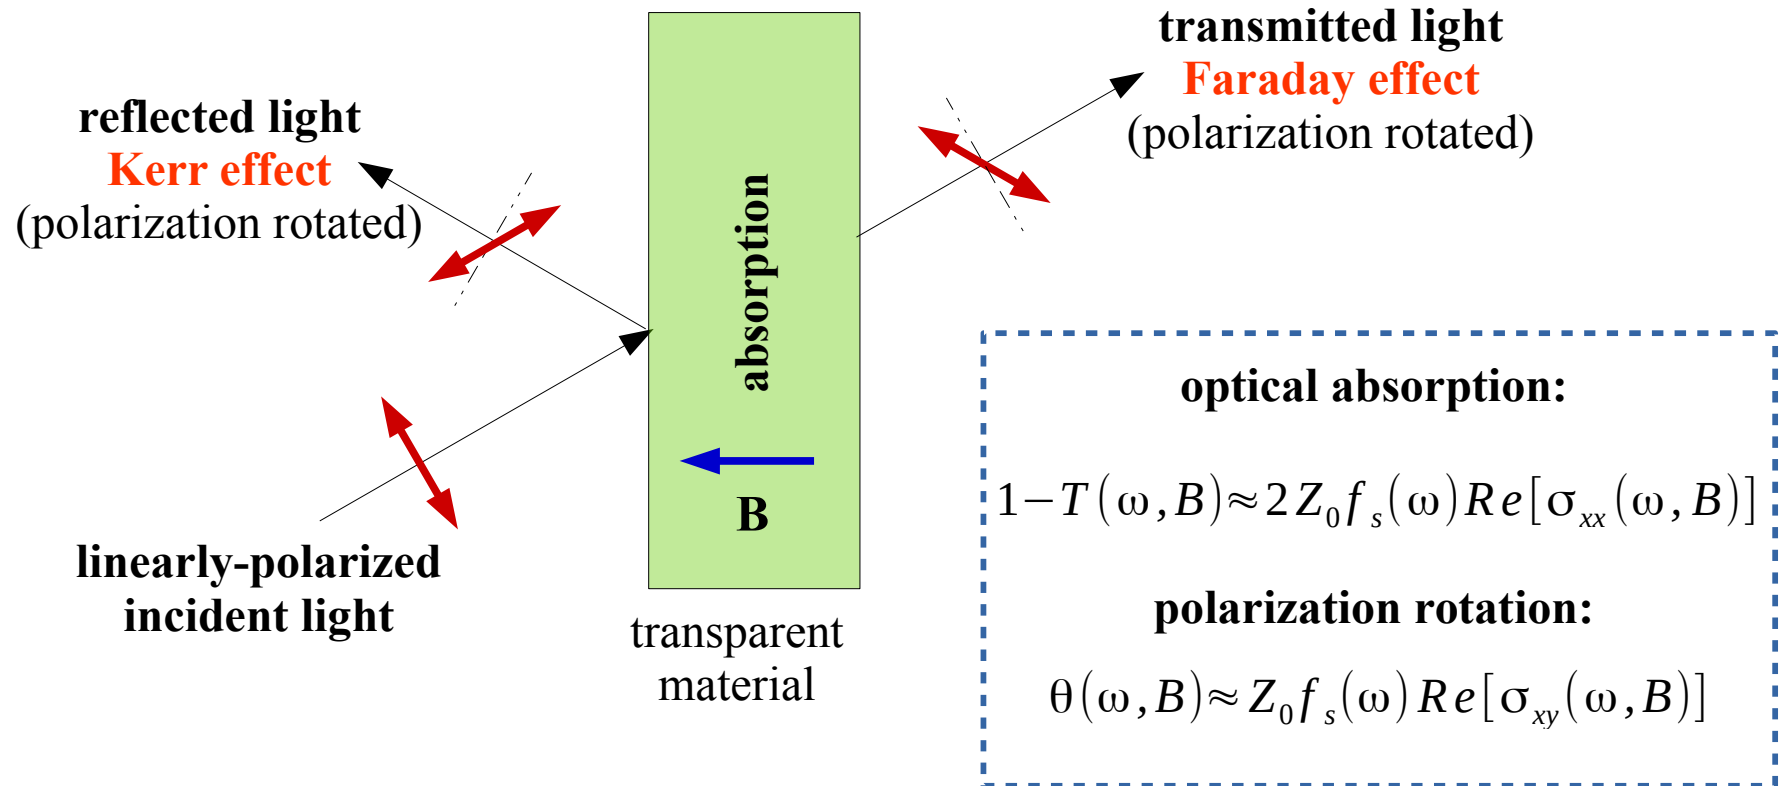 reflected light
Kerr effect
(polarization rotated)
linearly-polarized
incident light
absorption
B
transparent
material
transmitted light
Faraday effect
(polarization rotated)
optical absorption:
1−T(ω,B)≈2Z₀fₛ(ω)Re[σₓₓ(ω,B)]
polarization rotation:
θ(ω,B)≈Z₀fₛ(ω)Re[σ_xy(ω,B)]